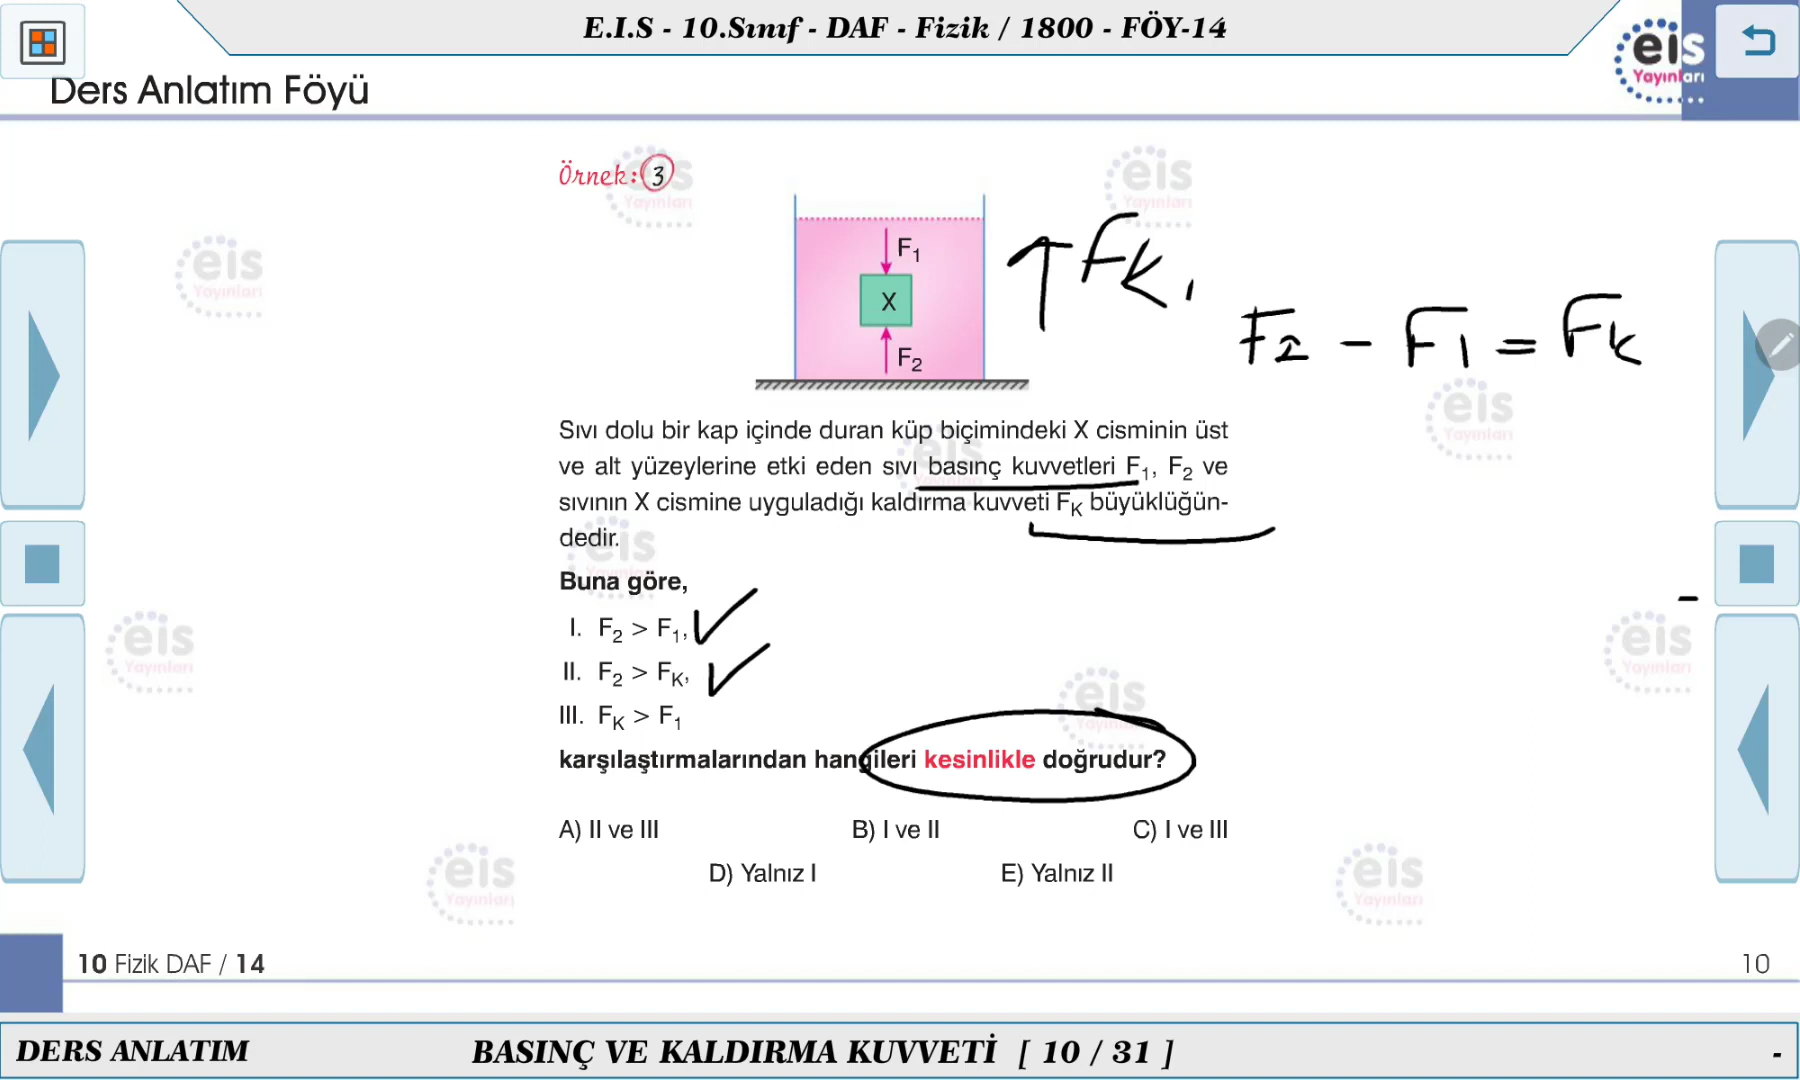 E.I.S - 10.Sınıf - DAF - Fizik / 1800 - FÖY-14
eis
Yayınları
Ders Anlatım Föyü
Örnek: 3
F1
X
F2
FK
F2 - F1 = FK
Sıvı dolu bir kap içinde duran küp biçimindeki X cisminin üst
ve alt yüzeylerine etki eden sıvı basınç kuvvetleri F1, F2 ve
sıvının X cismine uyguladığı kaldırma kuvveti FK büyüklüğün-
dedir.
Buna göre,
I. F2 > F1,
II. F2 > FK,
III. FK > F1
karşılaştırmalarından hangileri kesinlikle doğrudur?
A) II ve III B) I ve II C) I ve III
D) Yalnız I E) Yalnız II
10 Fizik DAF / 14
10
DERS ANLATIM BASINÇ VE KALDIRMA KUVVETİ [ 10 / 31 ] -